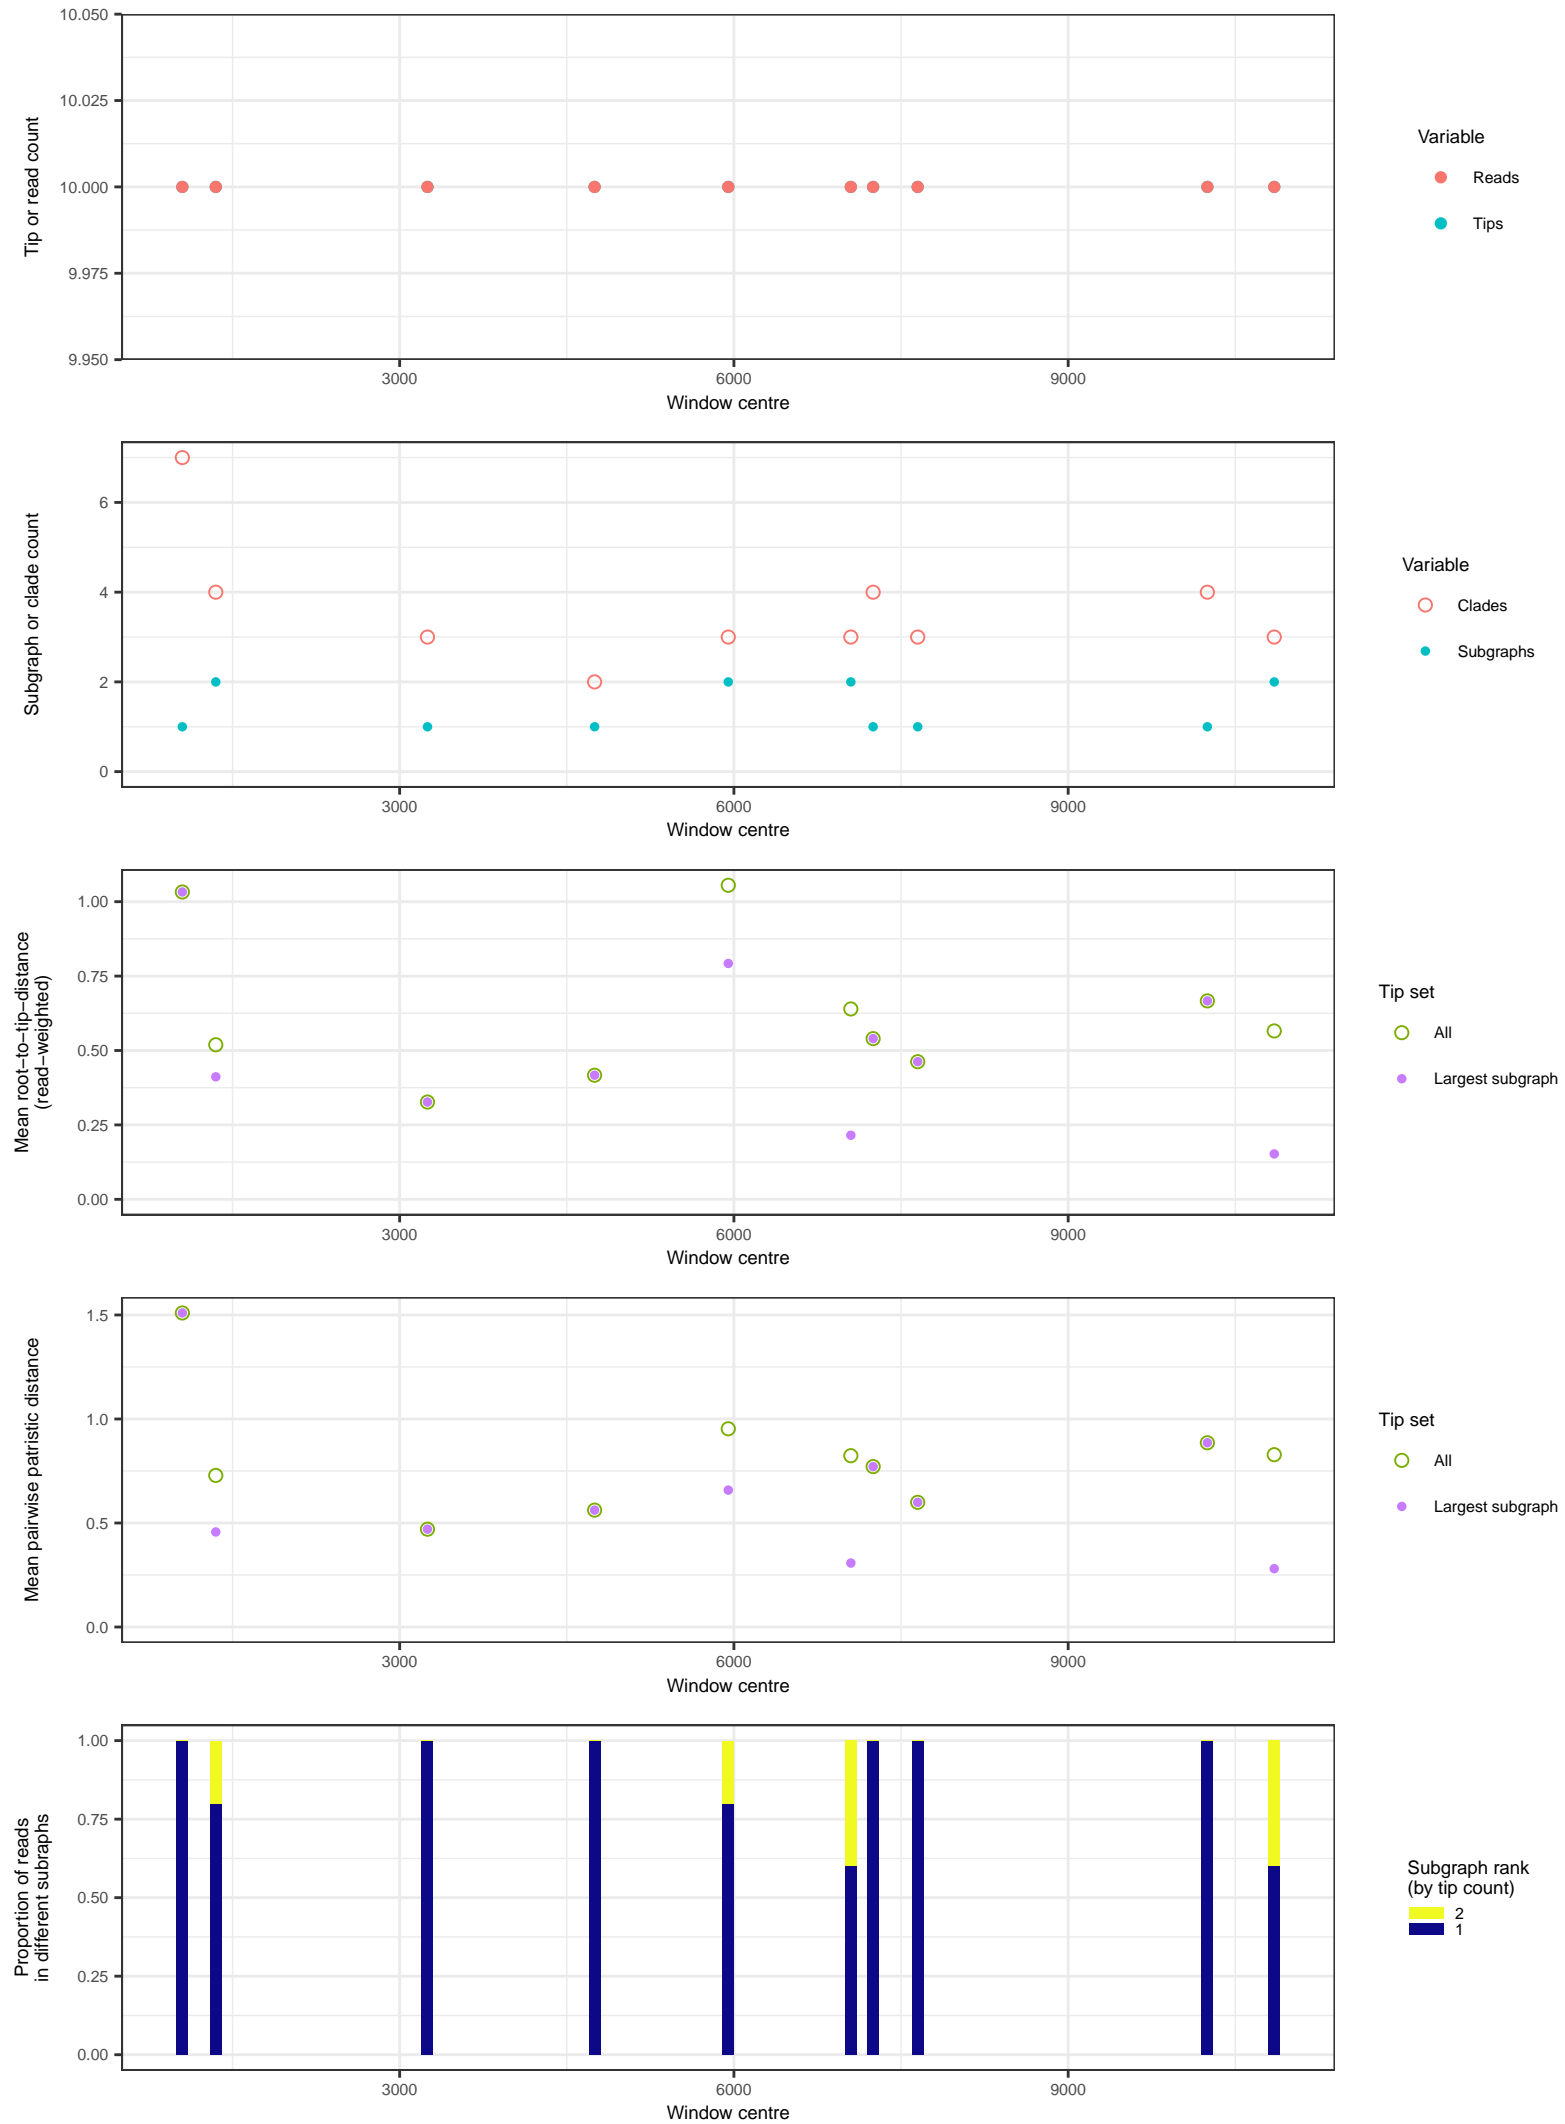 10.050
10.025
10.000
9.975
9.950
Tip or read count
3000
6000
9000
Window centre
Variable
Reads
Tips
6
4
2
0
Subgraph or clade count
3000
6000
9000
Window centre
Variable
Clades
Subgraphs
1.00
0.75
0.50
0.25
0.00
Mean root−to−tip−distance
(read−weighted)
3000
6000
9000
Window centre
Tip set
All
Largest subgraph
1.5
1.0
0.5
0.0
Mean pairwise patristic distance
3000
6000
9000
Window centre
Tip set
All
Largest subgraph
1.00
0.75
0.50
0.25
0.00
Proportion of reads
in different subraphs
3000
6000
9000
Window centre
Subgraph rank
(by tip count)
2
1